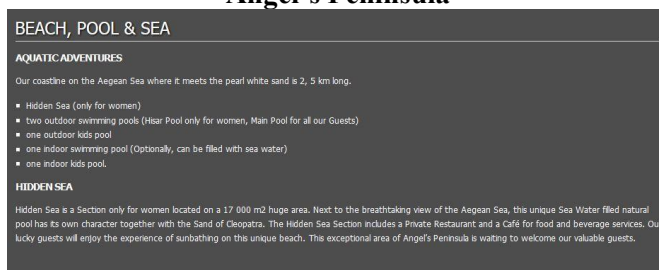 Angel's Peninsula
BEACH, POOL & SEA
AQUATIC ADVENTURES
Our coastline on the Aegean Sea where it meets the pearl white sand is 2, 5 km long.
▪ Hidden Sea (only for women)
▪ two outdoor swimming pools (Hisar Pool only for women, Main Pool for all our Guests)
▪ one outdoor kids pool
▪ one indoor swimming pool (Optionally, can be filled with sea water)
▪ one indoor kids pool.
HIDDEN SEA
Hidden Sea is a Section only for women located on a 17 000 m2 huge area. Next to the breathtaking view of the Aegean Sea, this unique Sea Water filled natural
pool has its own character together with the Sand of Cleopatra. The Hidden Sea Section includes a Private Restaurant and a Café for food and beverage services. Ou
lucky guests will enjoy the experience of sunbathing on this unique beach. This exceptional area of Angel's Peninsula is waiting to welcome our valuable guests.